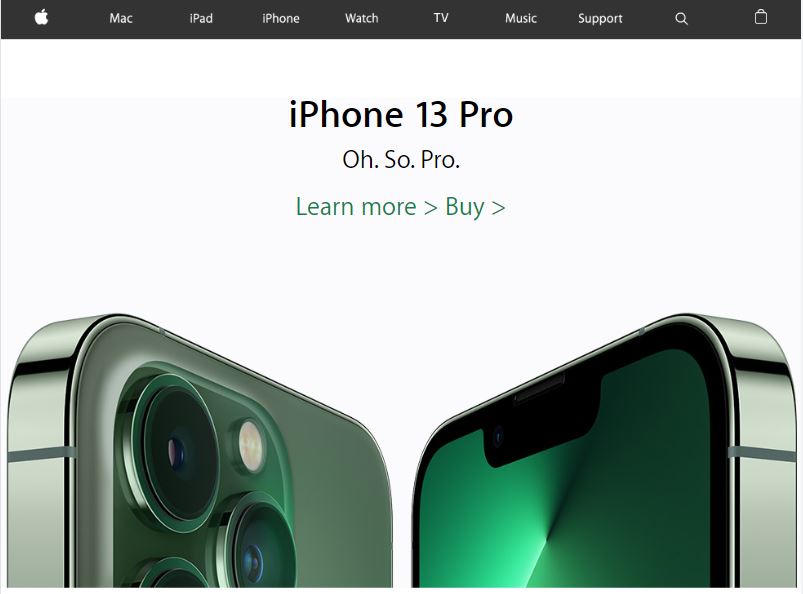 Mac iPad iPhone Watch TV Music Support
iPhone 13 Pro
Oh. So. Pro.
Learn more > Buy >